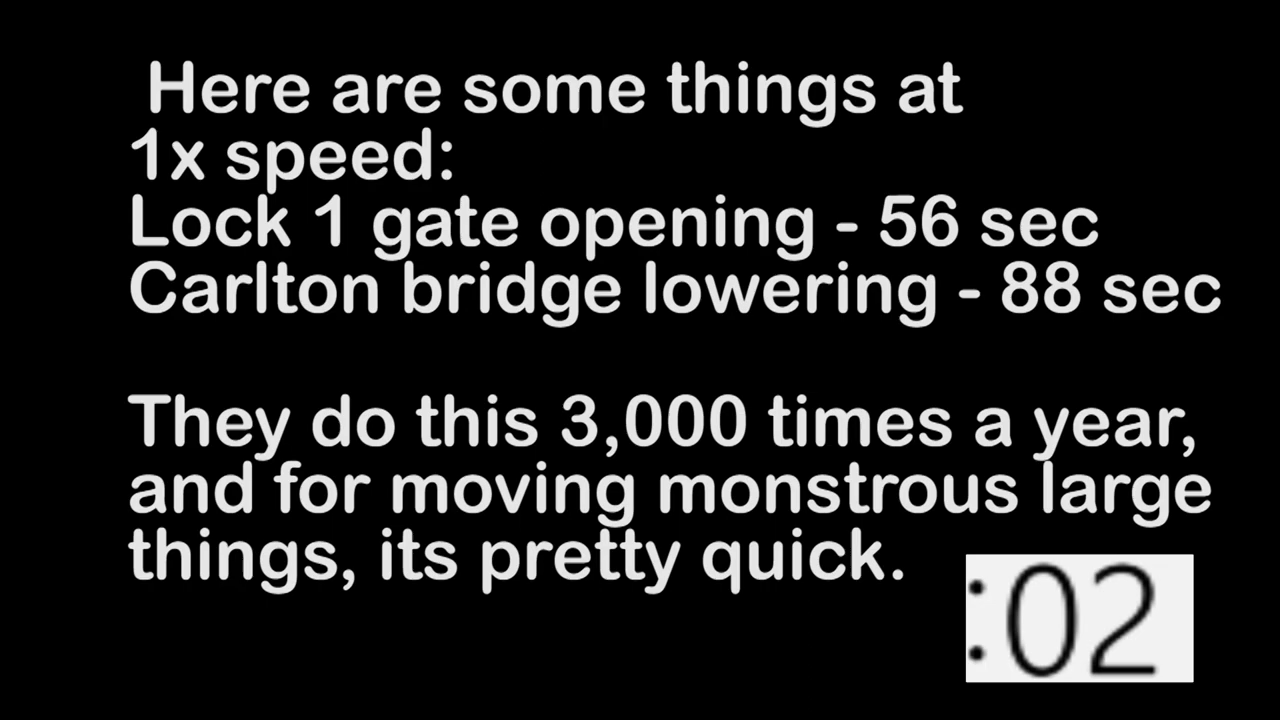 Here are some things at
1x speed:
Lock 1 gate opening - 56 sec
Carlton bridge lowering - 88 sec
They do this 3,000 times a year,
and for moving monstrous large
things, its pretty quick.
:02